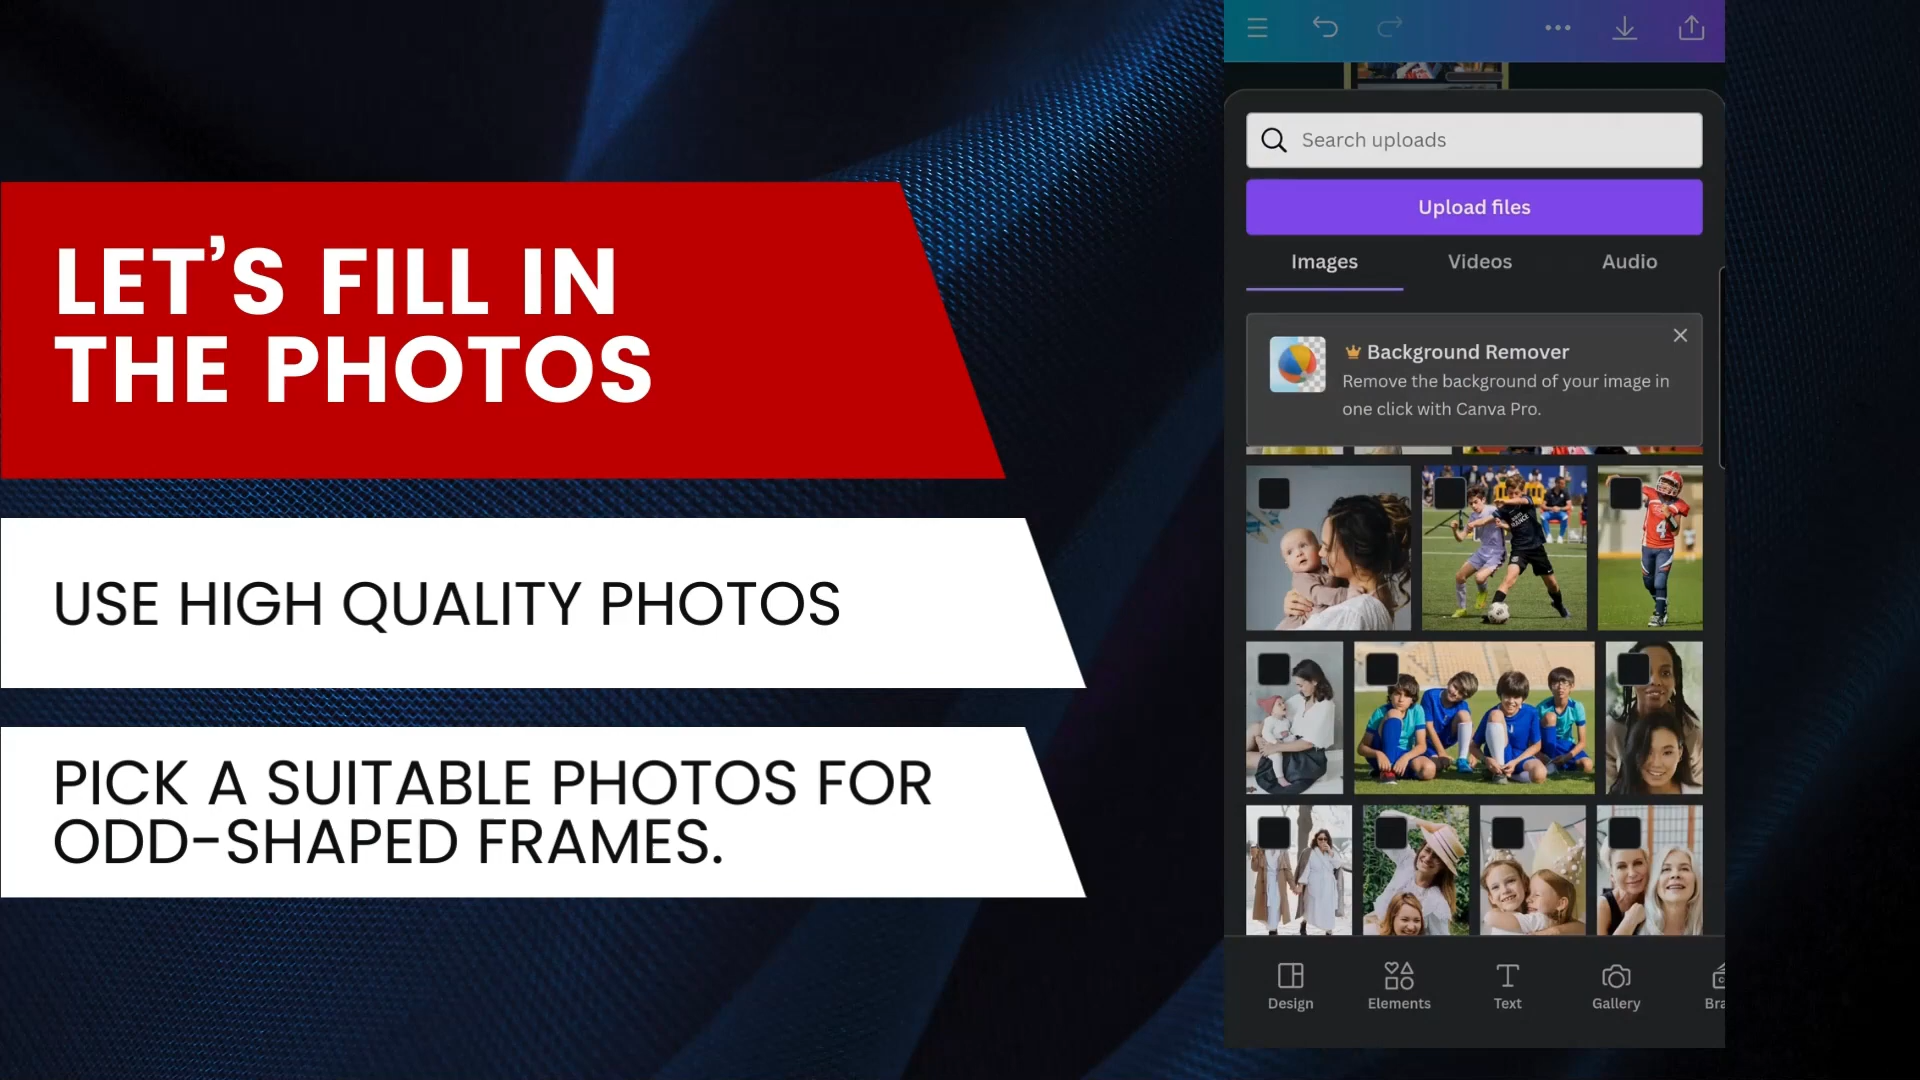 LET’S FILL IN
THE PHOTOS
USE HIGH QUALITY PHOTOS
PICK A SUITABLE PHOTOS FOR
ODD-SHAPED FRAMES.
Search uploads
Upload files
Images Videos Audio
Background Remover
Remove the background of your image in
one click with Canva Pro.
4
Design Elements Text Gallery Bra